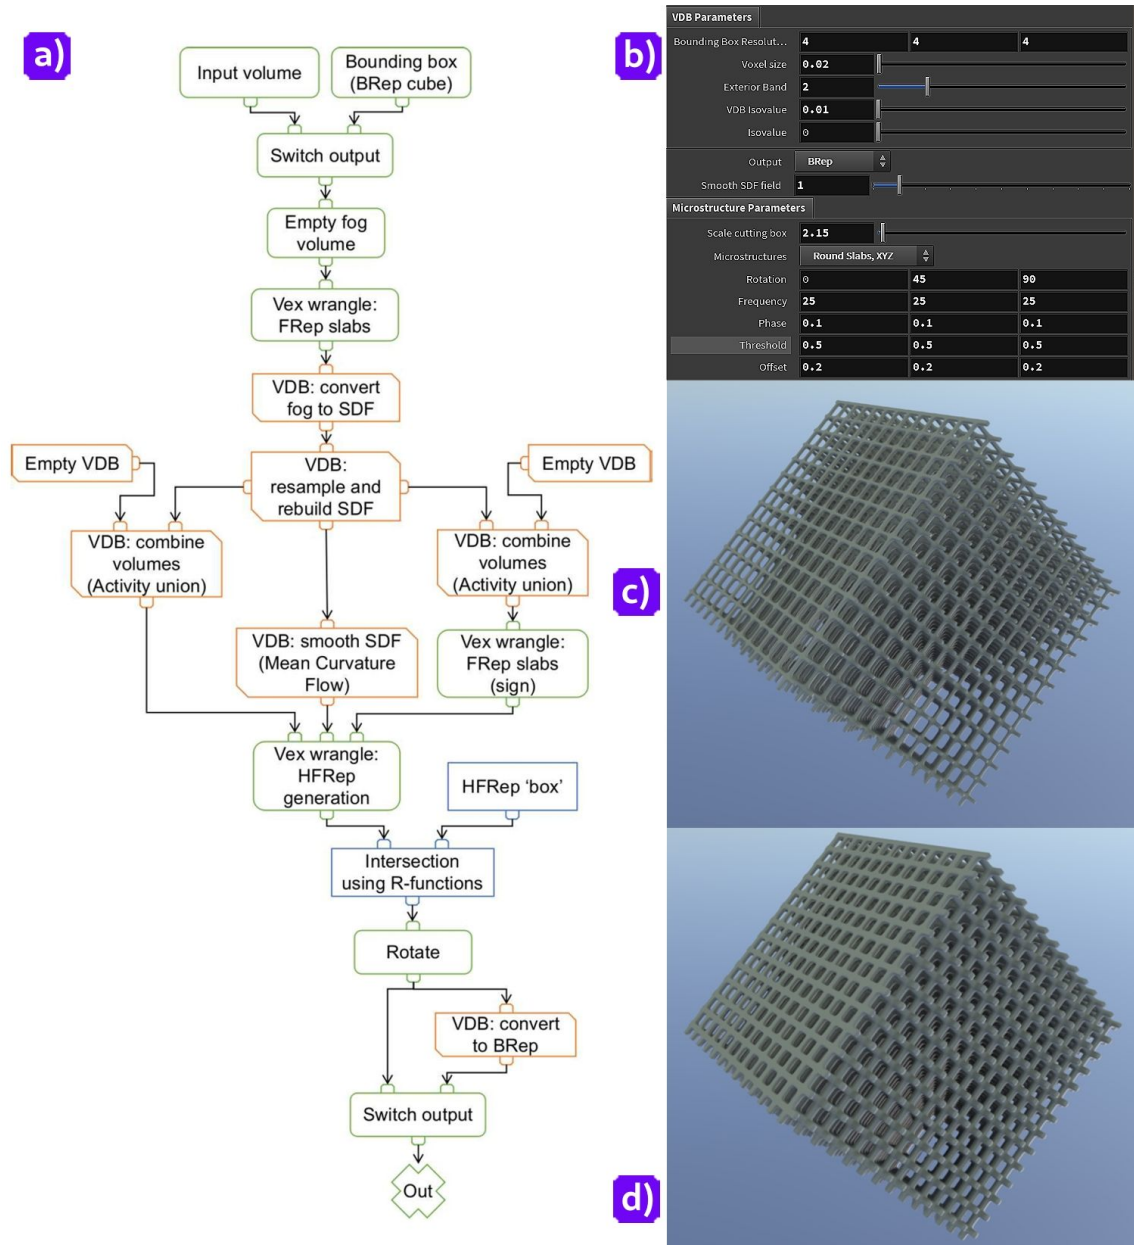 a)
Input volume
Bounding box
(BRep cube)
Switch output
Empty fog
volume
Vex wrangle:
FRep slabs
VDB: convert
fog to SDF
Empty VDB
VDB:
resample and
rebuild SDF
Empty VDB
VDB: combine
volumes
(Activity union)
VDB: combine
volumes
(Activity union)
VDB: smooth SDF
(Mean Curvature
Flow)
Vex wrangle:
FRep slabs
(sign)
Vex wrangle:
HFRep
generation
HFRep ‘box’
Intersection
using R-functions
Rotate
VDB: convert
to BRep
Switch output
Out
b)
VDB Parameters
Bounding Box Resolut... 4 4 4
Voxel size 0.02
Exterior Band 2
VDB Isovalue 0.01
Isovalue 0
Output BRep
Smooth SDF field 1
Microstructure Parameters
Scale cutting box 2.15
Microstructures Round Slabs, XYZ
Rotation 0 45 90
Frequency 25 25 25
Phase 0.1 0.1 0.1
Threshold 0.5 0.5 0.5
Offset 0.2 0.2 0.2
c)
d)